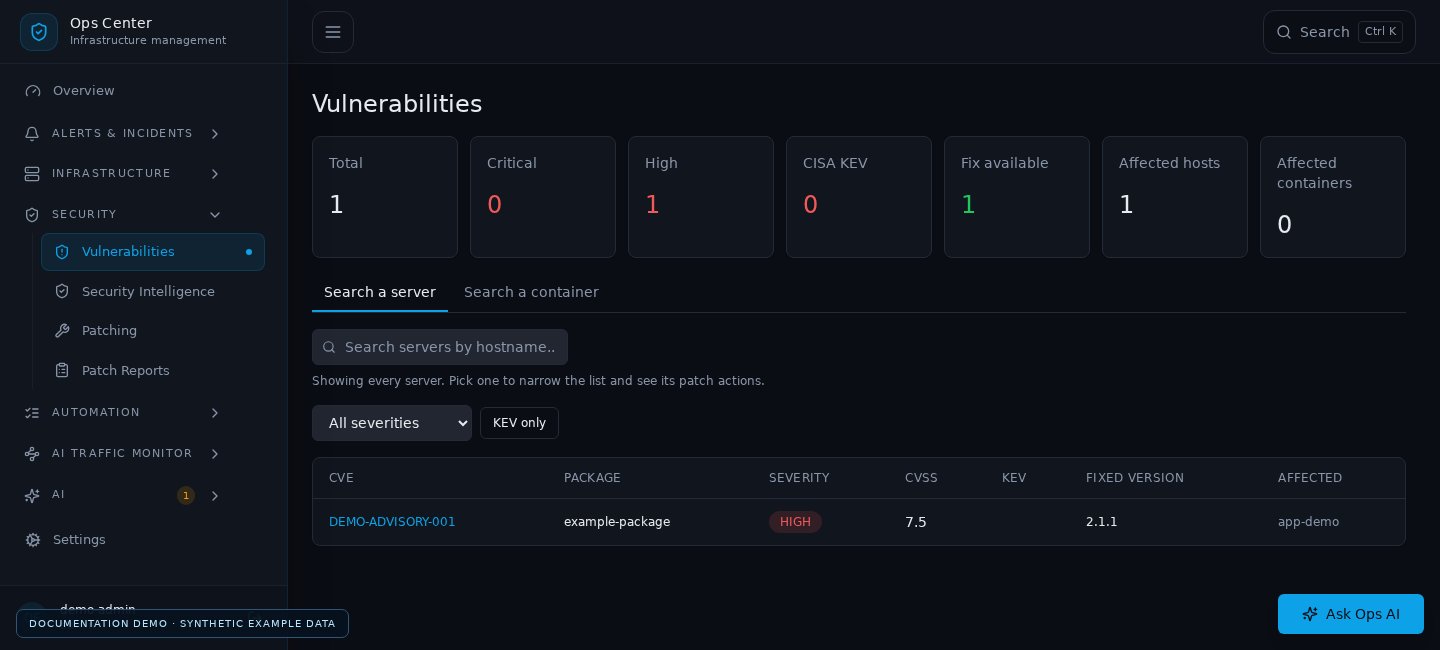 Ops Center
Infrastructure management
Search Ctrl K
Overview
ALERTS & INCIDENTS
INFRASTRUCTURE
SECURITY
Vulnerabilities
Security Intelligence
Patching
Patch Reports
AUTOMATION
AI TRAFFIC MONITOR
AI 1
Settings
demo admin
DOCUMENTATION DEMO · SYNTHETIC EXAMPLE DATA
Vulnerabilities
Total
1
Critical
0
High
1
CISA KEV
0
Fix available
1
Affected hosts
1
Affected
containers
0
Search a server Search a container
Search servers by hostname..
Showing every server. Pick one to narrow the list and see its patch actions.
All severities KEV only
CVE PACKAGE SEVERITY CVSS KEV FIXED VERSION AFFECTED
DEMO-ADVISORY-001 example-package HIGH 7.5 2.1.1 app-demo
Ask Ops AI